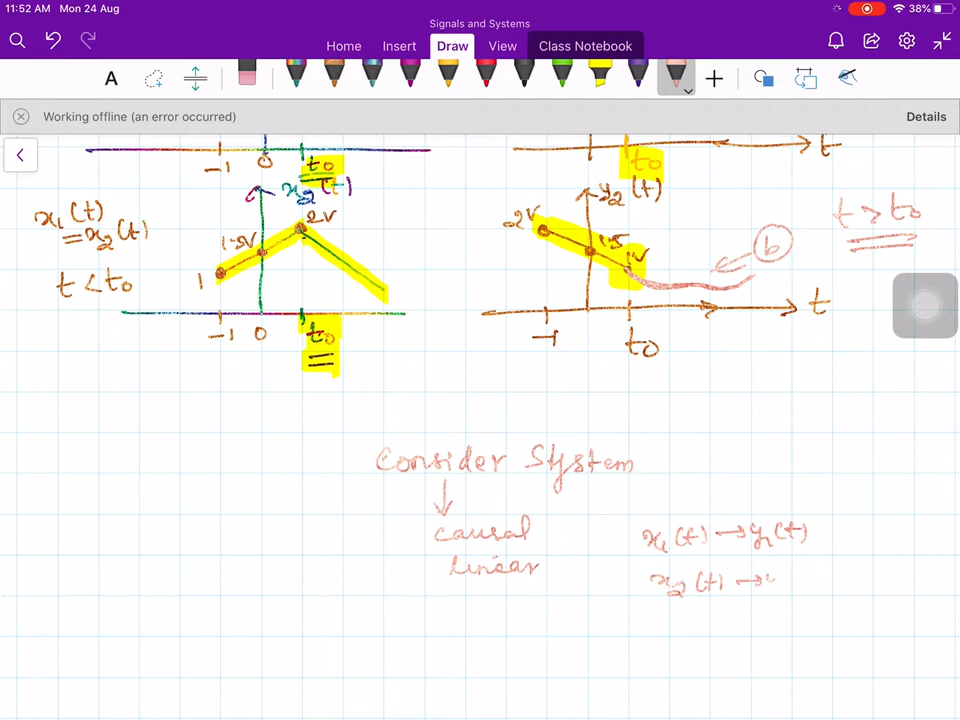 11:52 AM Mon 24 Aug
38%
Signals and Systems
Home Insert Draw View Class Notebook
A
Working offline (an error occurred)
Details
-1 0 t0
t0 t
x2(t)
y2(t)
x1(t)
=x2(t)
t < t0
1.5V
2V
1
-1 0 t0
2V
1.5
1V
b
t > t0
t
-1 t0
Consider System
causal
linear
x1(t) → y1(t)
x2(t) →